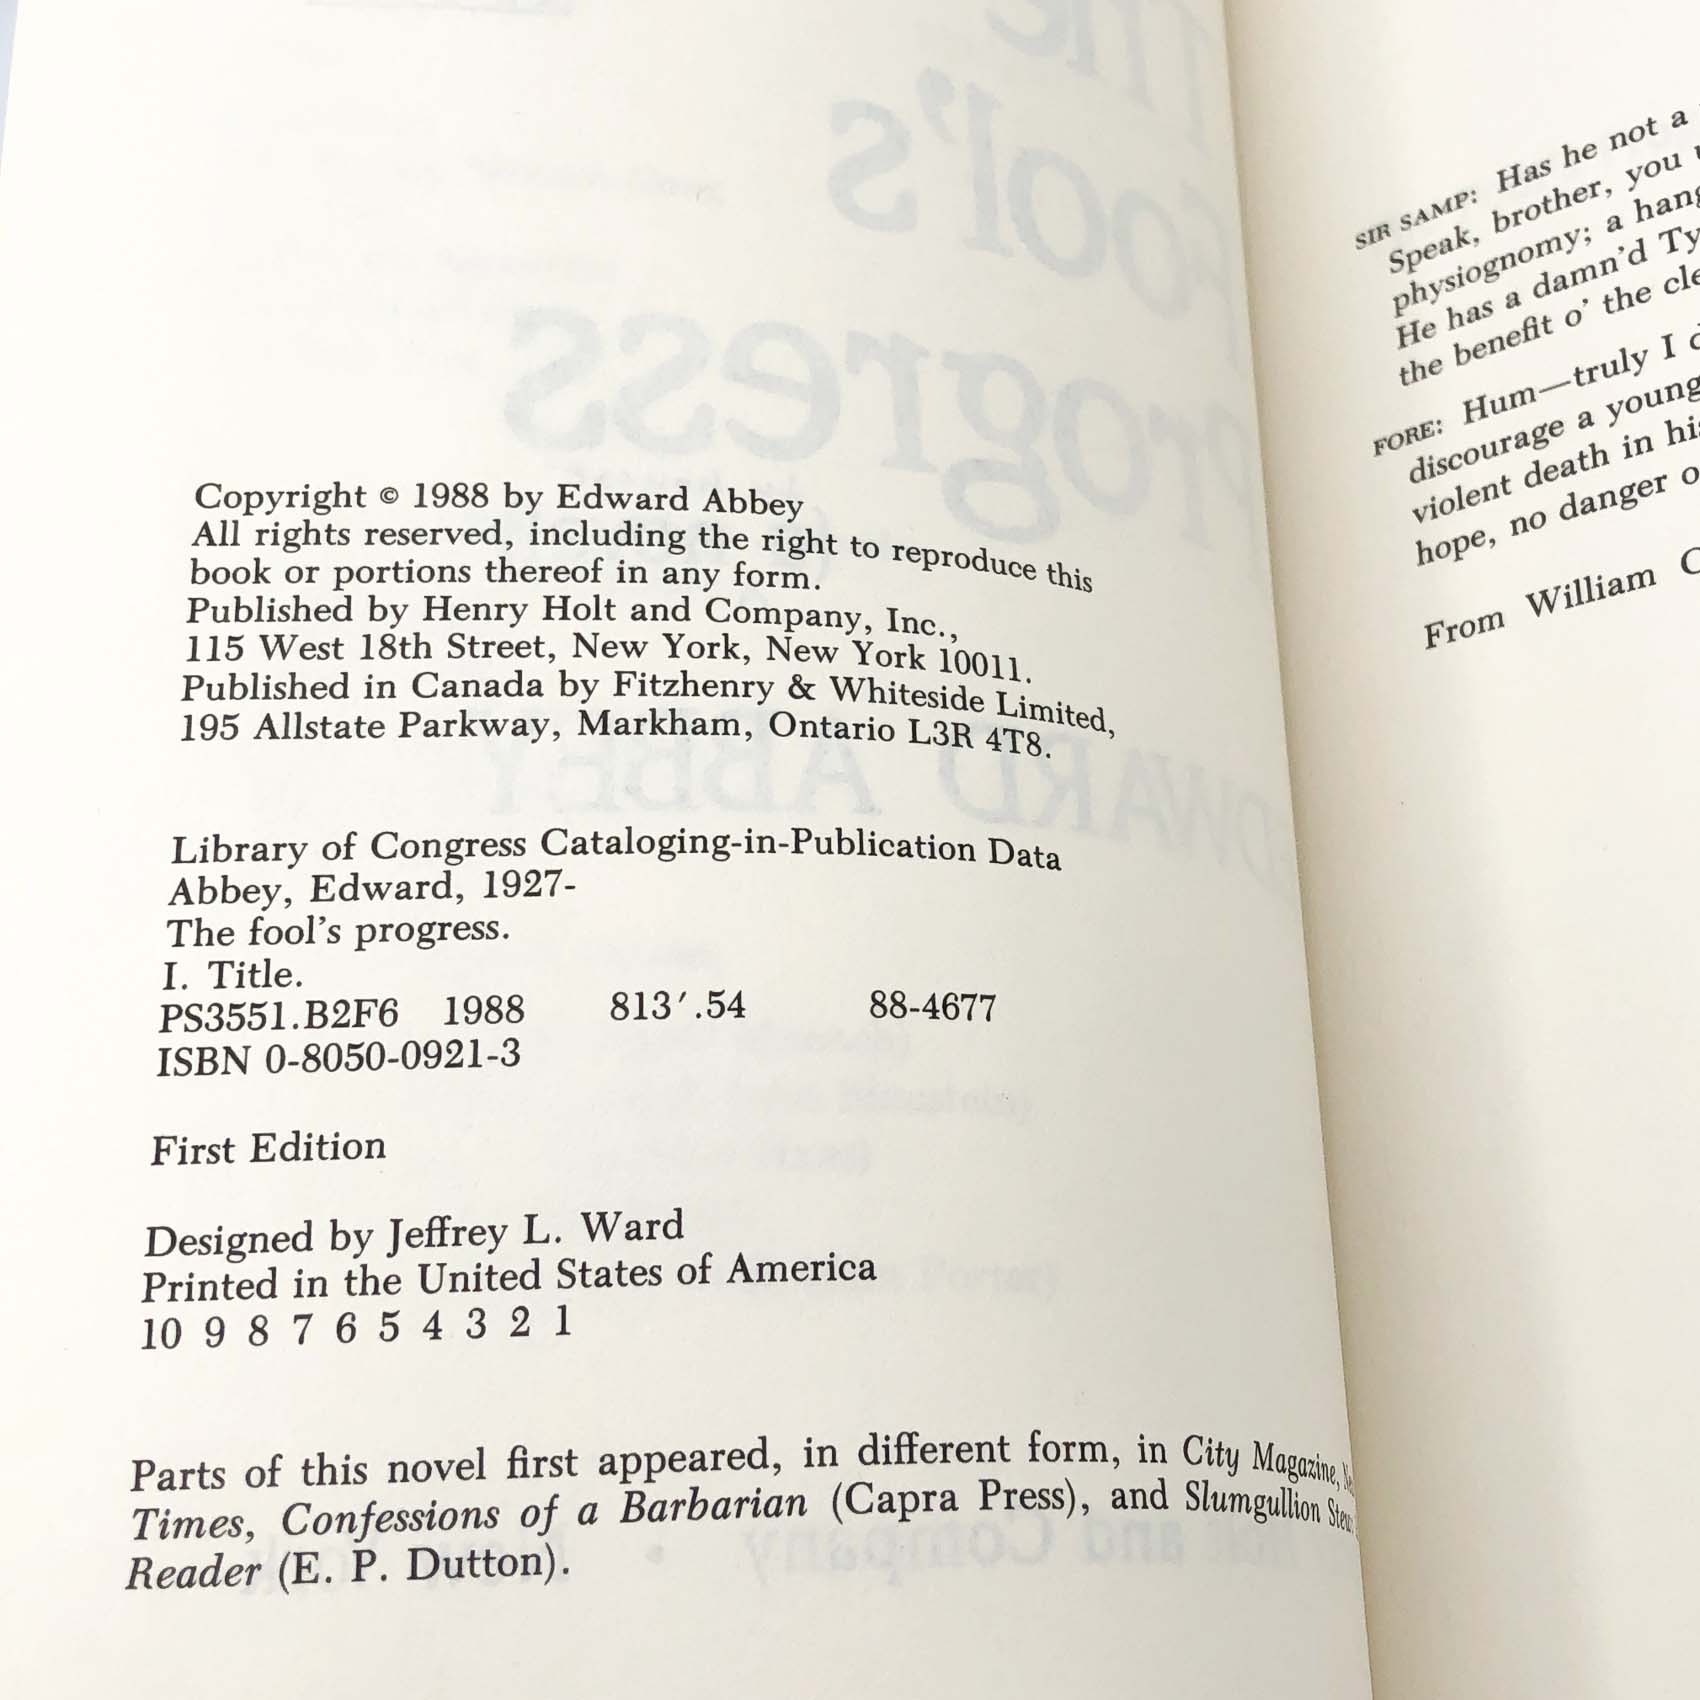 Copyright © 1988 by Edward Abbey
All rights reserved, including the right to reproduce this
book or portions thereof in any form.
Published by Henry Holt and Company, Inc.,
115 West 18th Street, New York, New York 10011.
Published in Canada by Fitzhenry & Whiteside Limited,
195 Allstate Parkway, Markham, Ontario L3R 4T8.
Library of Congress Cataloging-in-Publication Data
Abbey, Edward, 1927-
The fool's progress.
I. Title.
PS3551.B2F6 1988 813′.54 88-4677
ISBN 0-8050-0921-3
First Edition
Designed by Jeffrey L. Ward
Printed in the United States of America
10 9 8 7 6 5 4 3 2 1
Parts of this novel first appeared, in different form, in City Magazine,
Times, Confessions of a Barbarian (Capra Press), and Slumgullion Stew:
Reader (E. P. Dutton).
SIR SAMP: Has he not a
Speak, brother, you
physiognomy; a hang
He has a damn'd Ty
the benefit o' the cle
FORE: Hum—truly I
discourage a young
violent death in his
hope, no danger o
From William C